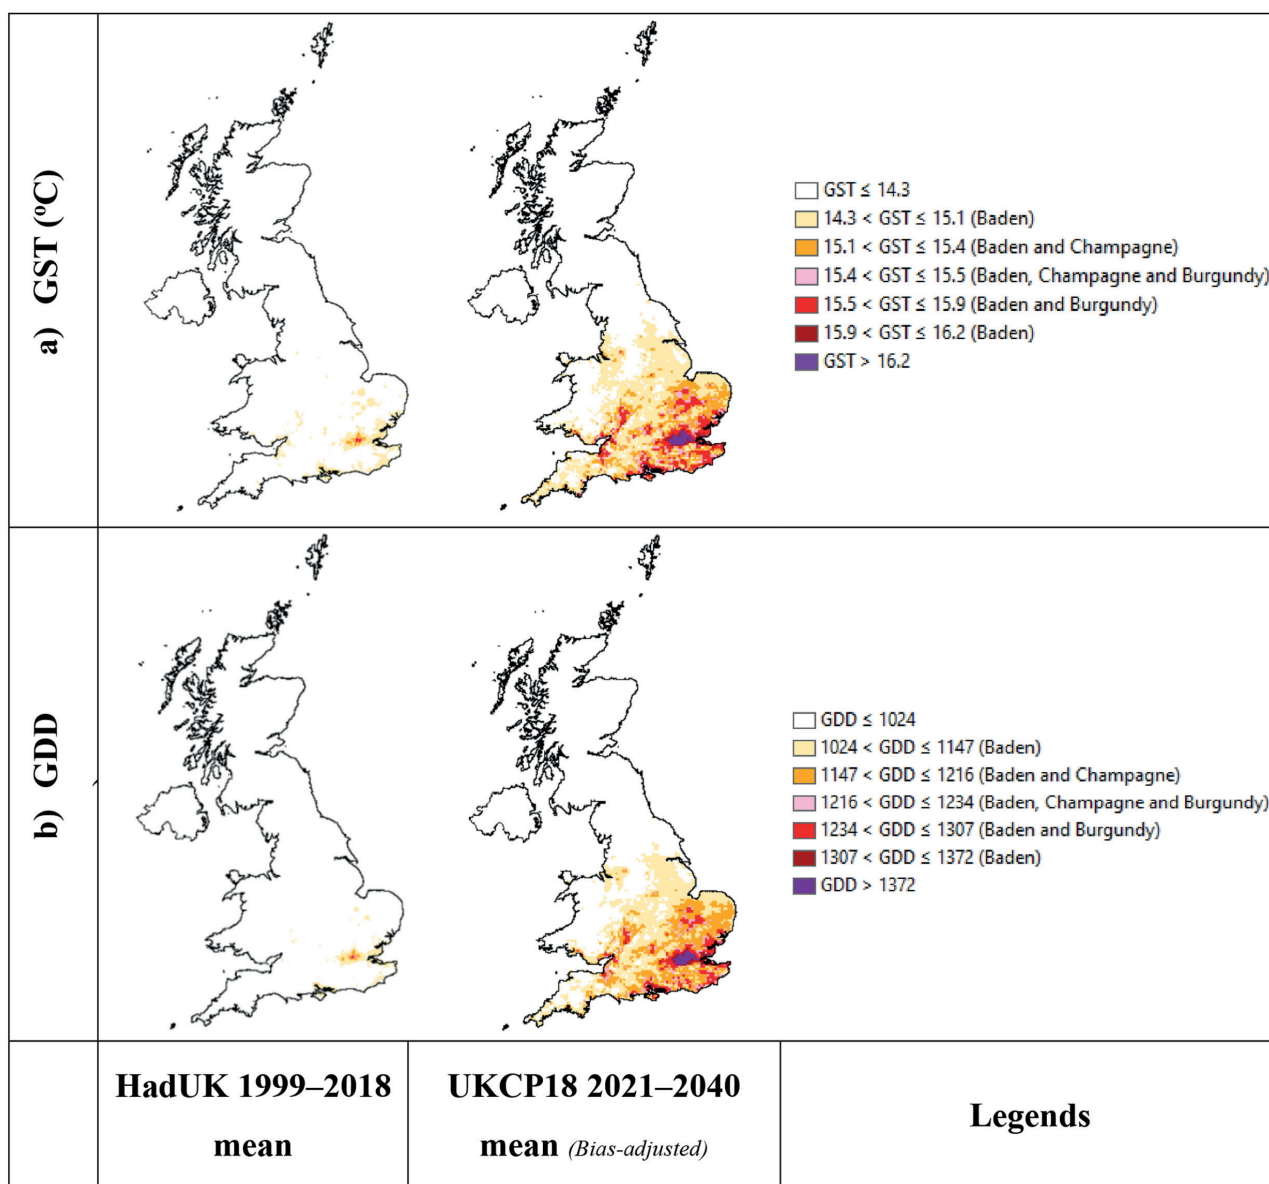 a) GST (ºC)
GST ≤ 14.3
14.3 < GST ≤ 15.1 (Baden)
15.1 < GST ≤ 15.4 (Baden and Champagne)
15.4 < GST ≤ 15.5 (Baden, Champagne and Burgundy)
15.5 < GST ≤ 15.9 (Baden and Burgundy)
15.9 < GST ≤ 16.2 (Baden)
GST > 16.2
b) GDD
GDD ≤ 1024
1024 < GDD ≤ 1147 (Baden)
1147 < GDD ≤ 1216 (Baden and Champagne)
1216 < GDD ≤ 1234 (Baden, Champagne and Burgundy)
1234 < GDD ≤ 1307 (Baden and Burgundy)
1307 < GDD ≤ 1372 (Baden)
GDD > 1372
HadUK 1999–2018
mean
UKCP18 2021–2040
mean (Bias-adjusted)
Legends